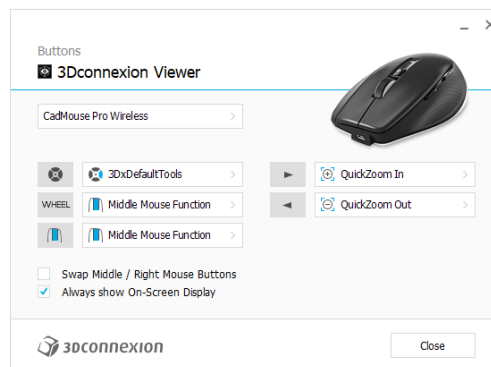 Buttons
3Dconnexion Viewer
CadMouse Pro Wireless
3DxDefaultTools
QuickZoom In
WHEEL
Middle Mouse Function
QuickZoom Out
Middle Mouse Function
Swap Middle / Right Mouse Buttons
Always show On-Screen Display
3Dconnexion
Close